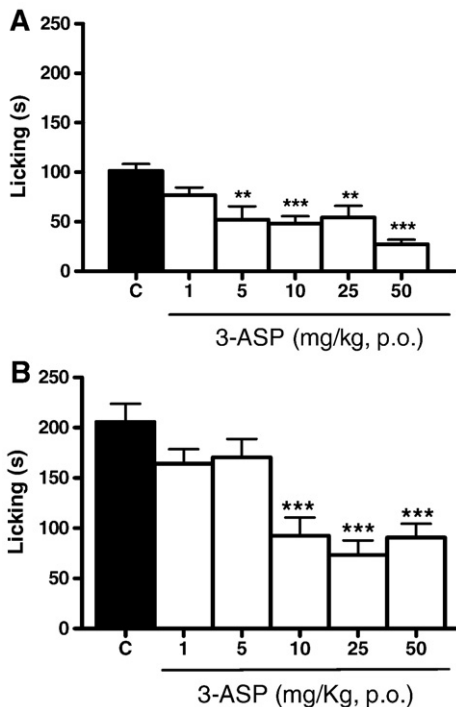 A
250
200
150
100
50
0
Licking (s)
** *** ** ***
C 1 5 10 25 50
3-ASP (mg/kg, p.o.)
B
250
200
150
100
50
0
Licking (s)
*** *** ***
C 1 5 10 25 50
3-ASP (mg/Kg, p.o.)